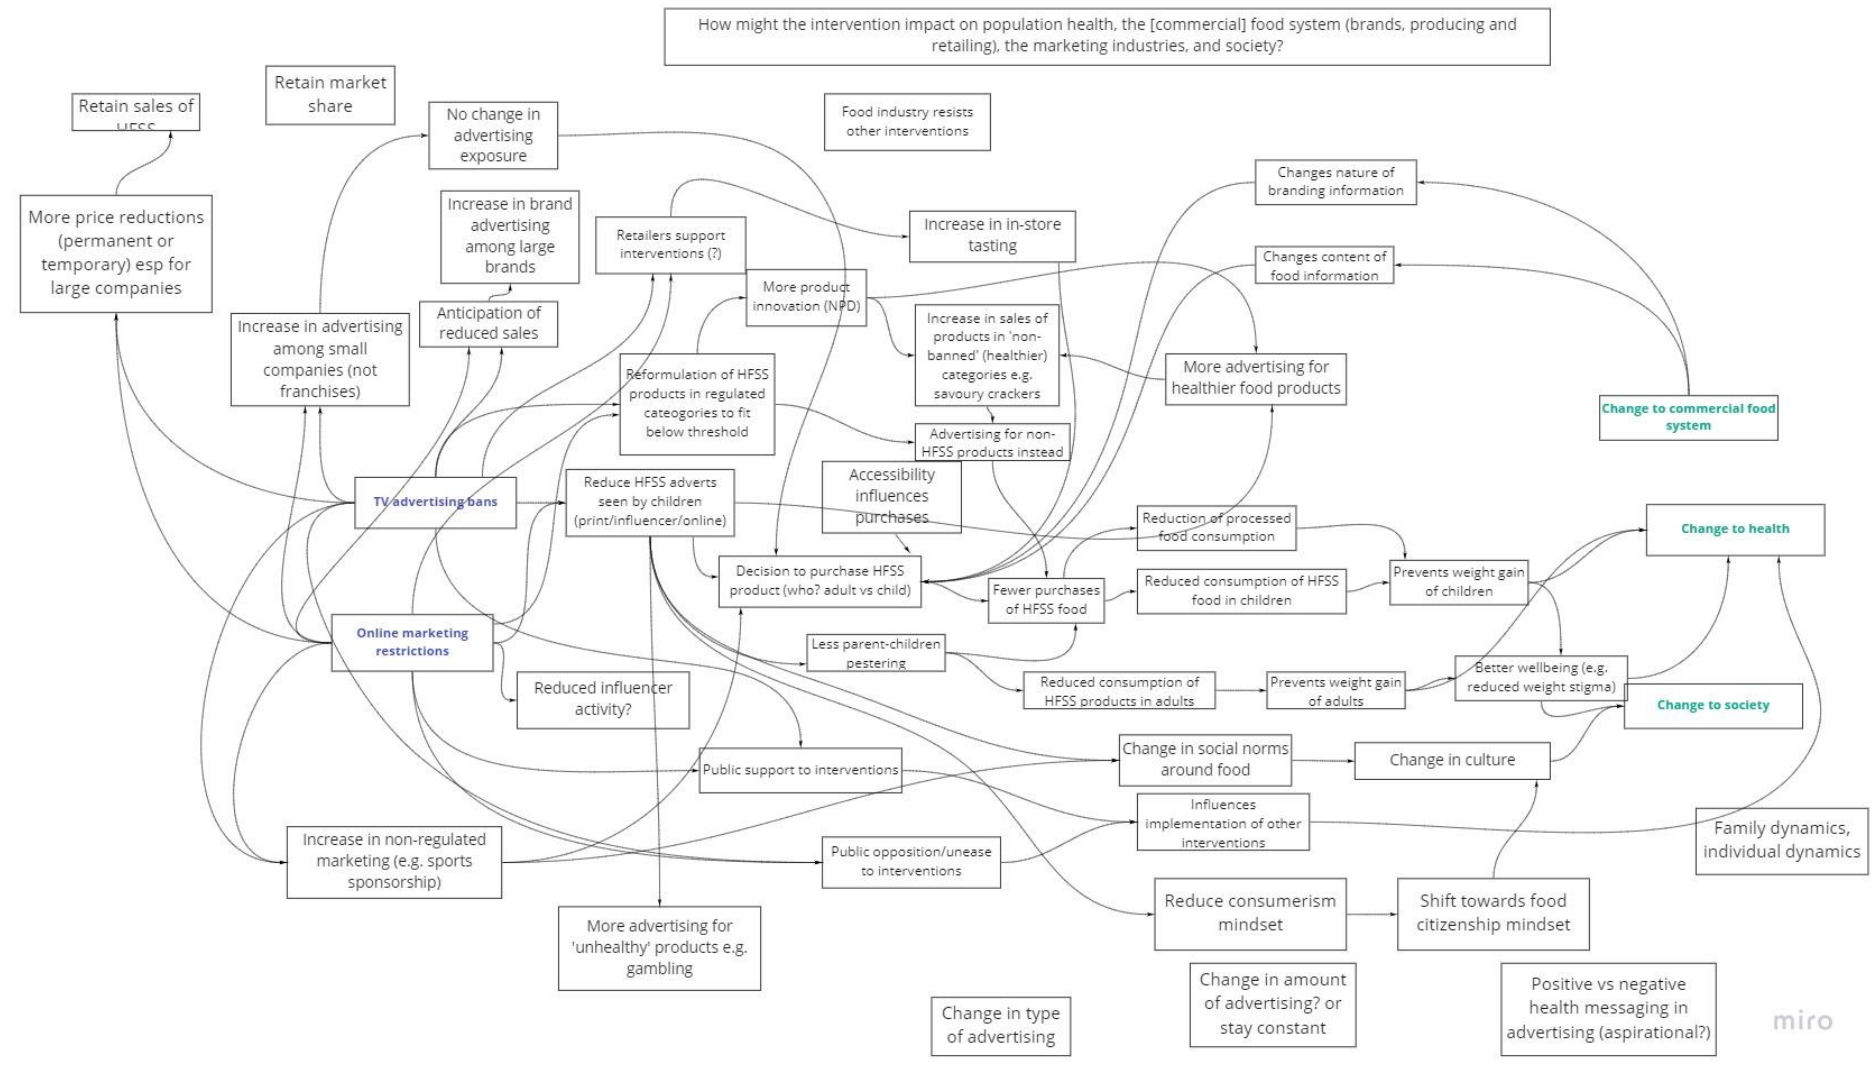 How might the intervention impact on population health, the [commercial] food system (brands, producing and
retailing), the marketing industries, and society?
Retain market
share
Retain sales of
HFSS
No change in
advertising
exposure
Food industry resists
other interventions
Changes nature of
branding information
More price reductions
(permanent or
temporary) esp for
large companies
Increase in brand
advertising
among large
brands
Retailers support
interventions (?)
Increase in in-store
tasting
Changes content of
food information
More product
innovation (NPD)
Anticipation of
reduced sales
Increase in advertising
among small
companies (not
franchises)
Increase in sales of
products in 'non-
banned' (healthier)
categories e.g.
savoury crackers
More advertising for
healthier food products
Reformulation of HFSS
products in regulated
cateogories to fit
below threshold
Change to commercial food
system
Advertising for non-
HFSS products instead
TV advertising bans
Reduce HFSS adverts
seen by children
(print/influencer/online)
Accessibility
influences
purchases
Reduction of processed
food consumption
Change to health
Decision to purchase HFSS
product (who? adult vs child)
Fewer purchases
of HFSS food
Reduced consumption of HFSS
food in children
Prevents weight gain
of children
Online marketing
restrictions
Less parent-children
pestering
Reduced influencer
activity?
Reduced consumption of
HFSS products in adults
Prevents weight gain
of adults
Better wellbeing (e.g.
reduced weight stigma)
Change to society
Public support to interventions
Change in social norms
around food
Change in culture
Influences
implementation of other
interventions
Family dynamics,
individual dynamics
Increase in non-regulated
marketing (e.g. sports
sponsorship)
Public opposition/unease
to interventions
More advertising for
'unhealthy' products e.g.
gambling
Reduce consumerism
mindset
Shift towards food
citizenship mindset
Change in type
of advertising
Change in amount
of advertising? or
stay constant
Positive vs negative
health messaging in
advertising (aspirational?)
miro